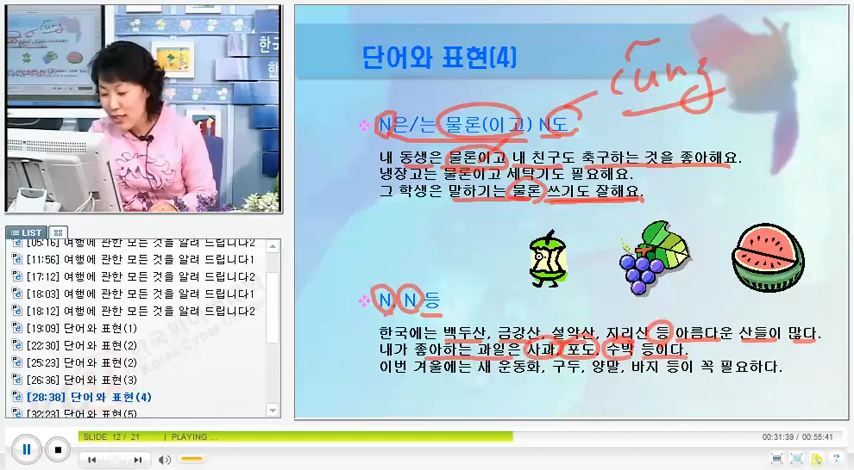 단어와 표현(4)
cũng
N은/는 물론(이고) N도
내 동생은 물론이고 내 친구도 축구하는 것을 좋아해요.
냉장고는 물론이고 세탁기도 필요해요.
그 학생은 말하기는 물론 쓰기도 잘해요.
N, N 등
한국에는 백두산, 금강산, 설악산, 지리산 등 아름다운 산들이 많다.
내가 좋아하는 과일은 사과, 포도, 수박 등이다.
이번 겨울에는 새 운동화, 구두, 양말, 바지 등이 꼭 필요하다.
LIST
[05:16] 여행에 관한 모든 것을 알려 드립니다2
[11:56] 여행에 관한 모든 것을 알려 드립니다1
[17:12] 여행에 관한 모든 것을 알려 드립니다2
[18:03] 여행에 관한 모든 것을 알려 드립니다1
[18:12] 여행에 관한 모든 것을 알려 드립니다2
[19:09] 단어와 표현(1)
[22:30] 단어와 표현(2)
[25:23] 단어와 표현(2)
[26:36] 단어와 표현(3)
[28:38] 단어와 표현(4)
[32:23] 단어와 표현(5)
SLIDE 12 / 21 | PLAYING ...
00:31:39 / 00:55:41